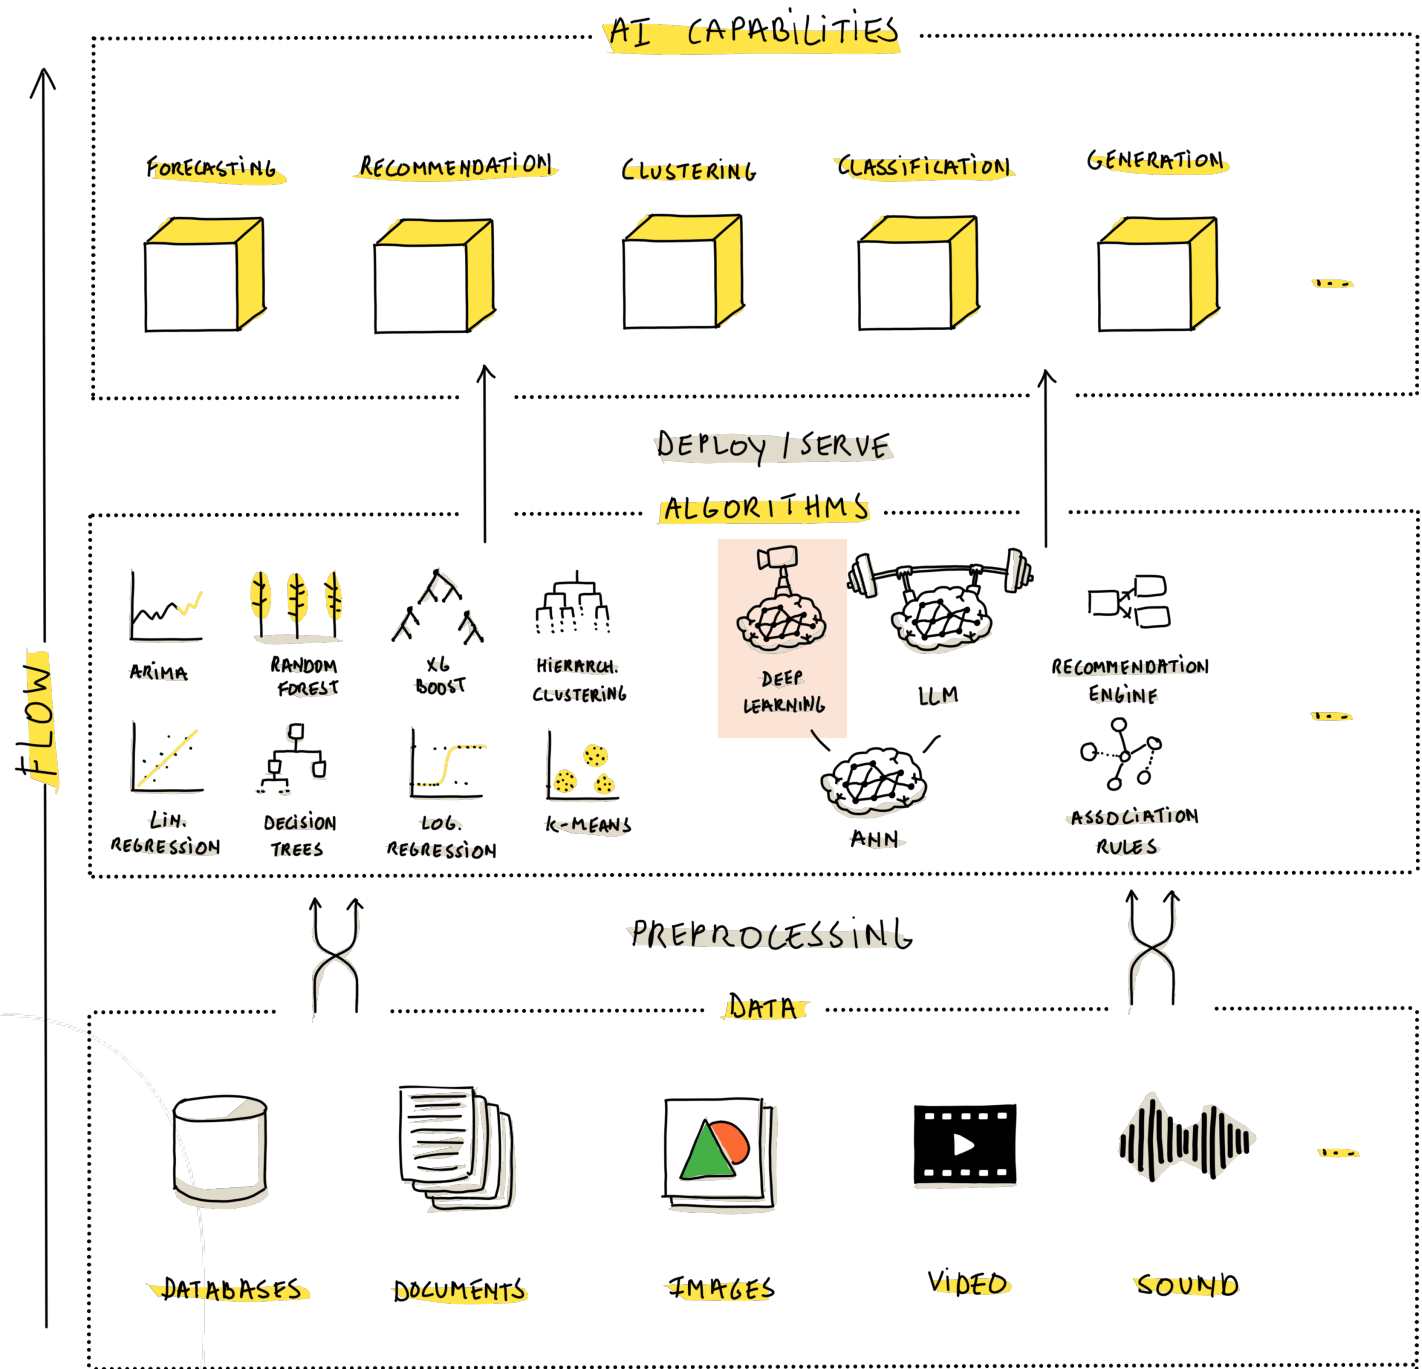 AI CAPABILITIES
FORECASTING
RECOMMENDATION
CLUSTERING
CLASSIFICATION
GENERATION
DEPLOY / SERVE
ALGORITHMS
ARIMA
RANDOM
FOREST
XG
BOOST
HIERARCH.
CLUSTERING
DEEP
LEARNING
LLM
RECOMMENDATION
ENGINE
LIN.
REGRESSION
DECISION
TREES
LOG.
REGRESSION
K-MEANS
ANN
ASSOCIATION
RULES
FLOW
PREPROCESSING
DATA
DATABASES
DOCUMENTS
IMAGES
VIDEO
SOUND